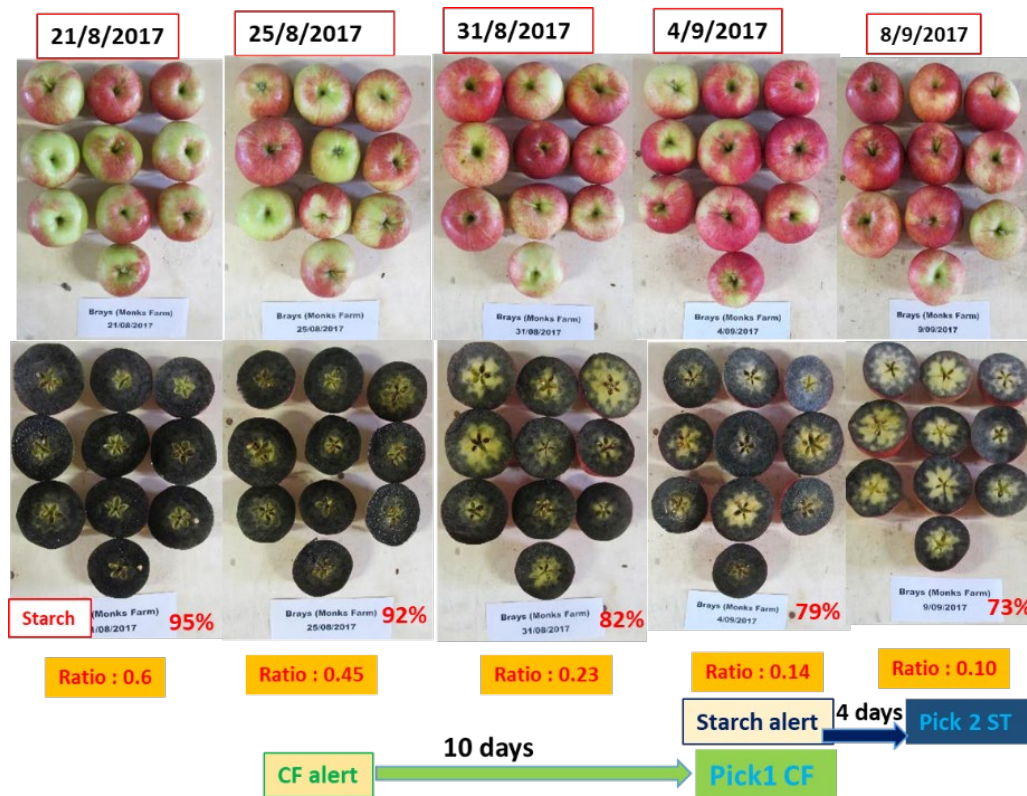 21/8/2017
25/8/2017
31/8/2017
4/9/2017
8/9/2017
Brays (Monks Farm)
21/08/2017
Brays (Monks Farm)
25/08/2017
Brays (Monks Farm)
31/08/2017
Brays (Monks Farm)
4/09/2017
Brays (Monks Farm)
9/09/2017
Starch
(Monks Farm)
1/08/2017
95%
Brays (Monks Farm)
25/08/2017
92%
Brays (Monks Farm)
31/08/2017
82%
Brays (Monks Farm)
4/09/2017
79%
Brays (Monks Farm)
9/09/2017
73%
Ratio : 0.6
Ratio : 0.45
Ratio : 0.23
Ratio : 0.14
Ratio : 0.10
Starch alert
4 days
Pick 2 ST
CF alert
10 days
Pick1 CF